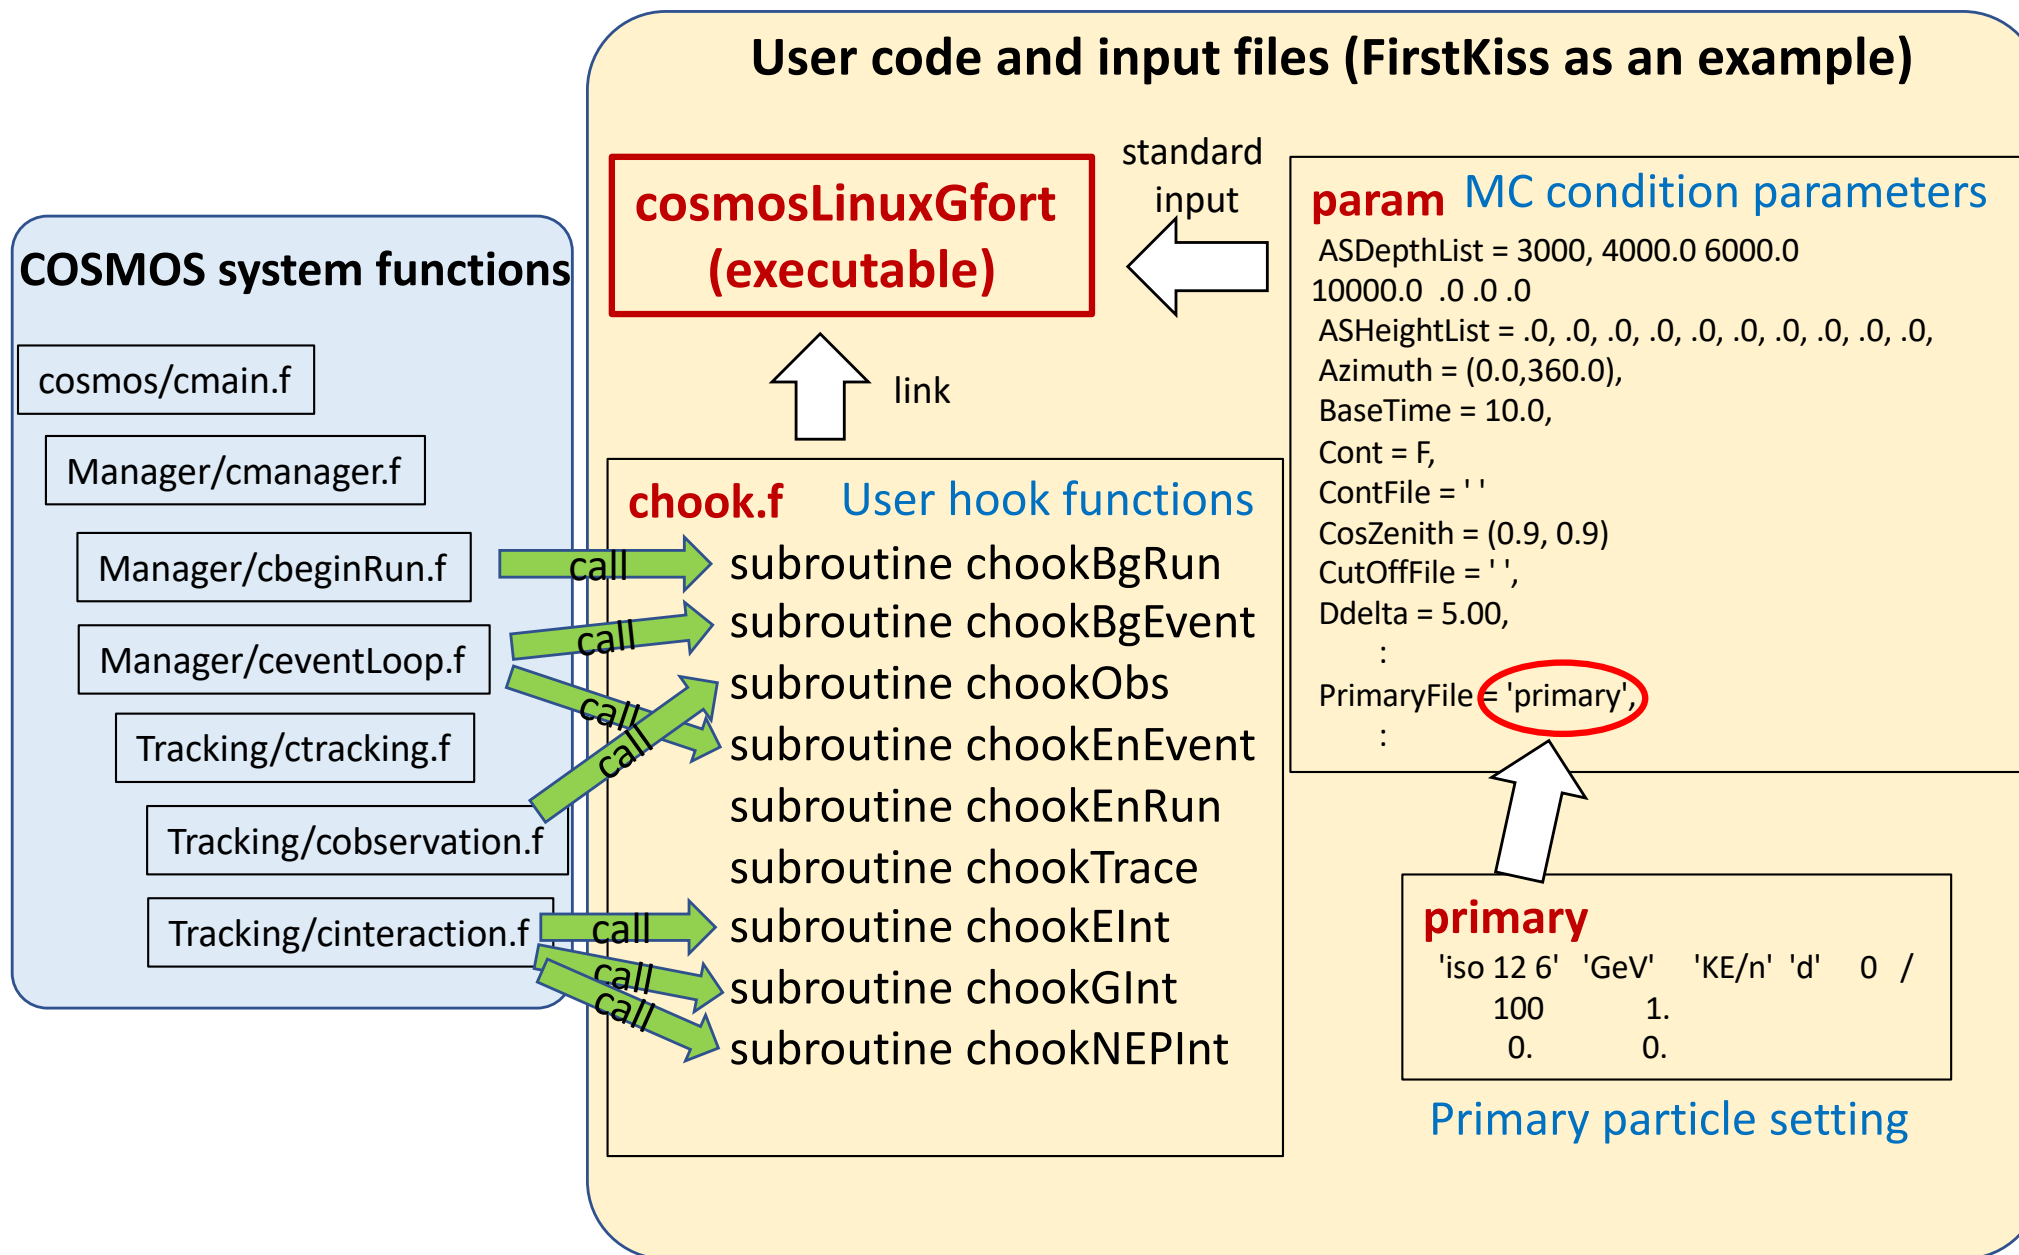 User code and input files (FirstKiss as an example)
COSMOS system functions
cosmos/cmain.f
Manager/cmanager.f
Manager/cbeginRun.f
Manager/ceventLoop.f
Tracking/ctracking.f
Tracking/cobservation.f
Tracking/cinteraction.f
call
call
call
call
call
call
call
cosmosLinuxGfort
(executable)
standard
input
link
chook.f User hook functions
subroutine chookBgRun
subroutine chookBgEvent
subroutine chookObs
subroutine chookEnEvent
subroutine chookEnRun
subroutine chookTrace
subroutine chookEInt
subroutine chookGInt
subroutine chookNEPInt
param MC condition parameters
ASDepthList = 3000, 4000.0 6000.0
10000.0 .0 .0 .0
ASHeightList = .0, .0, .0, .0, .0, .0, .0, .0, .0, .0,
Azimuth = (0.0,360.0),
BaseTime = 10.0,
Cont = F,
ContFile = ' '
CosZenith = (0.9, 0.9)
CutOffFile = ' ',
Ddelta = 5.00,
:
PrimaryFile = 'primary',
:
primary
'iso 12 6' 'GeV' 'KE/n' 'd' 0 /
100 1.
0. 0.
Primary particle setting